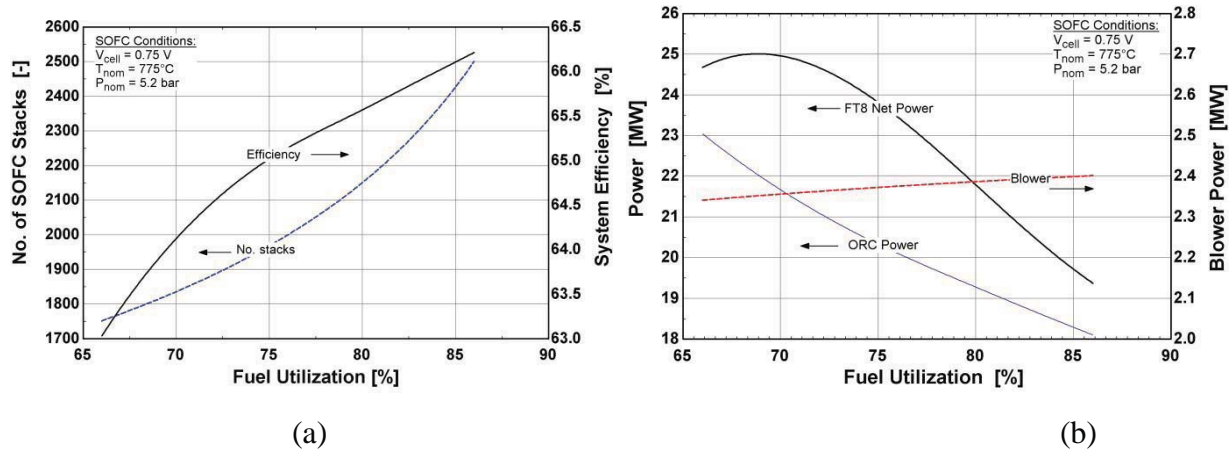 2600
2500
2400
2300
2200
2100
2000
1900
1800
1700
No. of SOFC Stacks [-]
SOFC Conditions:
Vcell = 0.75 V
Tnom = 775°C
Pnom = 5.2 bar
Efficiency
No. stacks
66.5
66.0
65.5
65.0
64.5
64.0
63.5
63.0
System Efficiency [%]
65 70 75 80 85 90
Fuel Utilization [%]
(a)
26
25
24
23
22
21
20
19
18
Power [MW]
SOFC Conditions:
Vcell = 0.75 V
Tnom = 775°C
Pnom = 5.2 bar
FT8 Net Power
Blower
ORC Power
2.8
2.7
2.6
2.5
2.4
2.3
2.2
2.1
2.0
Blower Power [MW]
65 70 75 80 85 90
Fuel Utilization [%]
(b)